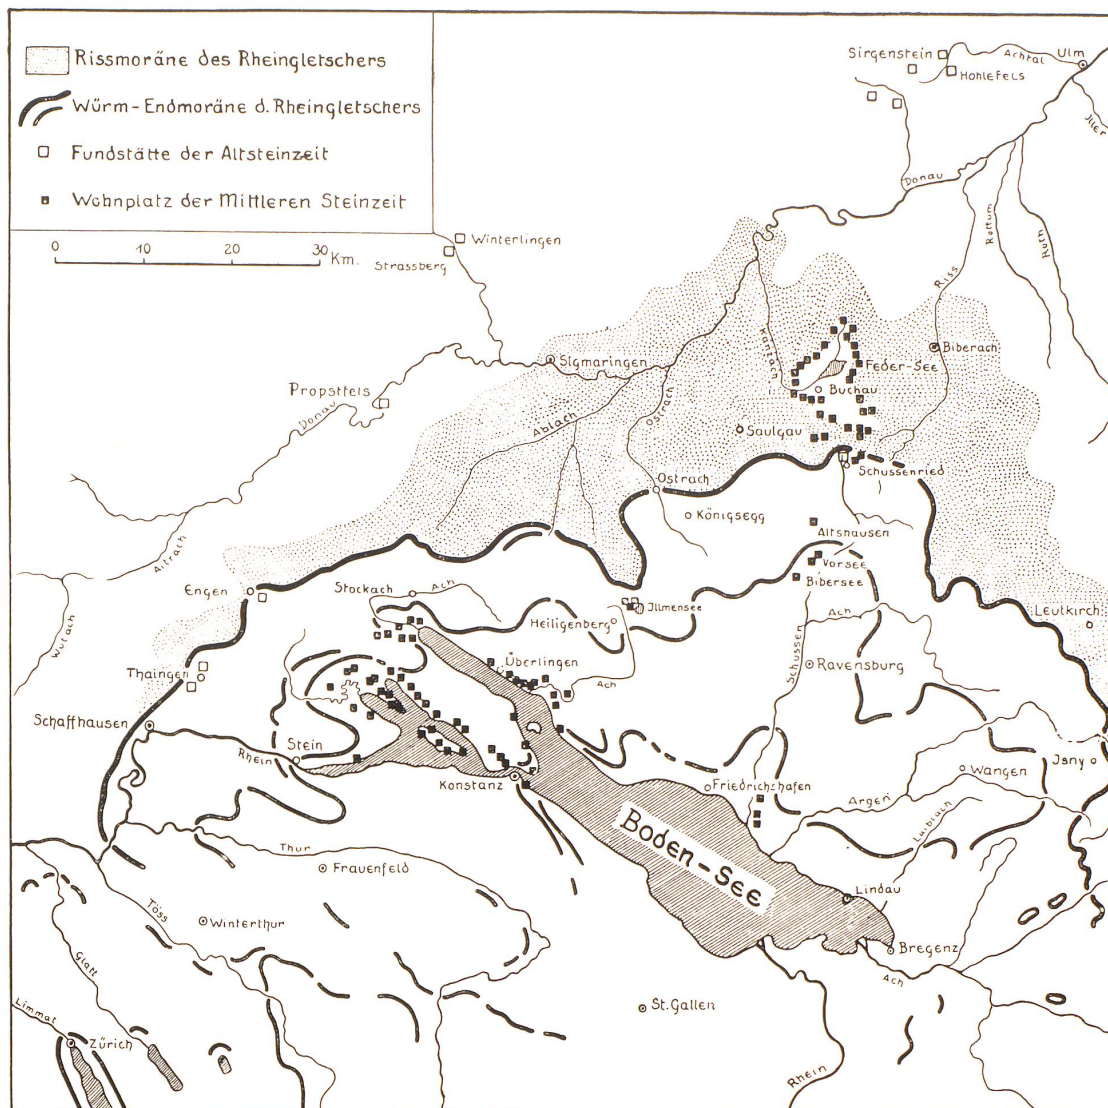 Rissmoräne des Rheingletschers
Würm-Endmoräne d. Rheingletschers
Fundstätte der Altsteinzeit
Wohnplatz der Mittleren Steinzeit
0 10 20 30 Km.
Sirgenstein
Achtal
Ulm
Hohlefels
Iller
Donau
Winterlingen
Strassberg
Rottum
Roth
Riss
Kanzach
Sigmaringen
Biberach
Feder-See
Propstfels
Buchau
Donau
Ablach
Ostrach
Saulgau
Schussenried
Ostrach
Königsegg
Altshausen
Aitrach
Vorsee
Bibersee
Engen
Stockach
Ach
Illmensee
Leutkirch
Heiligenberg
Ach
Wutach
Schussen
Überlingen
Ravensburg
Thaingen
Ach
Schaffhausen
Stein
Rhein
Isny
Wangen
Konstanz
Friedrichshafen
Argen
Laiblach
Boden-See
Thur
Frauenfeld
Lindau
Töss
Winterthur
Bregenz
Glatt
Ach
Limmat
St. Gallen
Zürich
Rhein